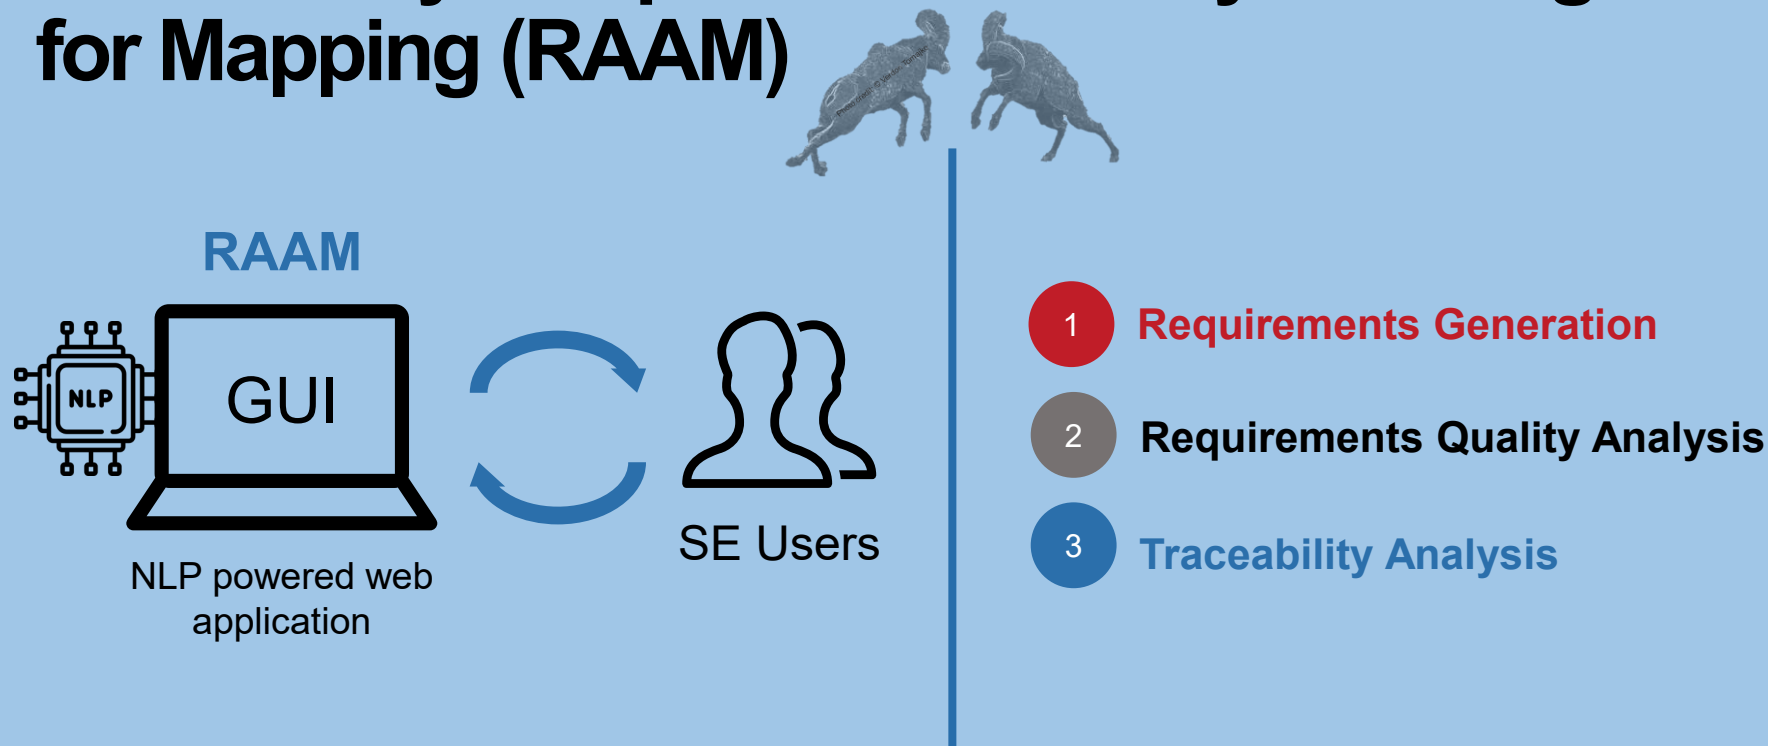 for Mapping (RAAM)
RAAM
NLP
GUI
NLP powered web
application
SE Users
1 Requirements Generation
2 Requirements Quality Analysis
3 Traceability Analysis